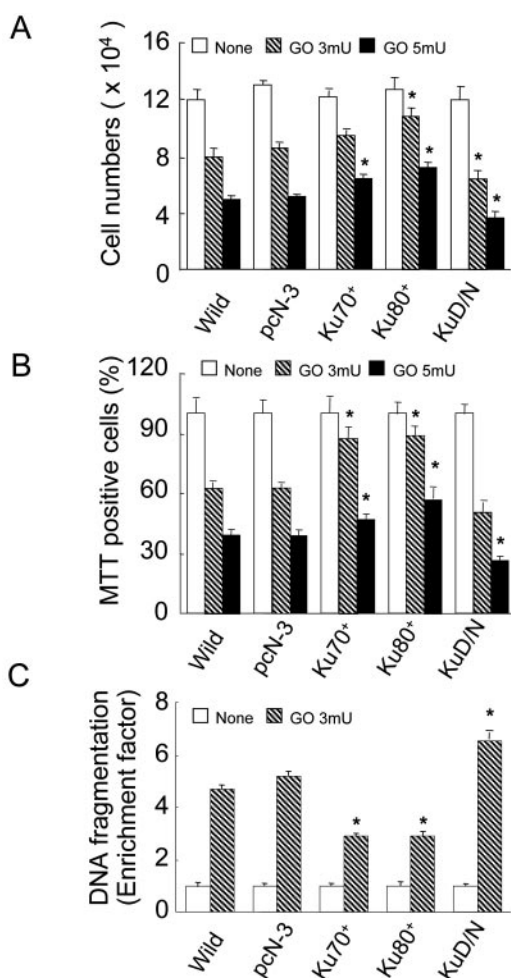 A
None GO 3mU GO 5mU
Cell numbers ( x 10⁴)
16
12
8
4
0
* * * * * *
Wild pcN-3 Ku70⁺ Ku80⁺ KuD/N
B
None GO 3mU GO 5mU
MTT positive cells (%)
120
90
60
30
0
* * * * *
Wild pcN-3 Ku70⁺ Ku80⁺ KuD/N
C
None GO 3mU
DNA fragmentation
(Enrichment factor)
8
6
4
2
0
* * *
Wild pcN-3 Ku70⁺ Ku80⁺ KuD/N